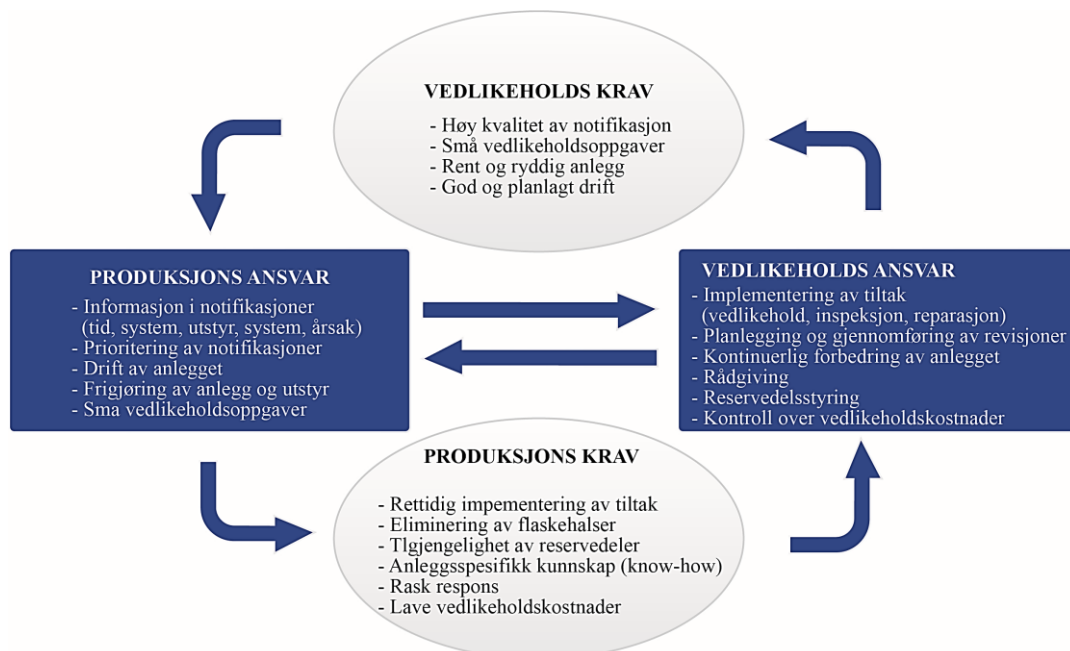 VEDLIKEHOLDS KRAV
- Høy kvalitet av notifikasjon
- Små vedlikeholdsoppgaver
- Rent og ryddig anlegg
- God og planlagt drift
PRODUKSJONS ANSVAR
- Informasjon i notifikasjoner
(tid, system, utstyr, system, årsak)
- Prioritering av notifikasjoner
- Drift av anlegget
- Frigjøring av anlegg og utstyr
- Sma vedlikeholdsoppgaver
VEDLIKEHOLDS ANSVAR
- Implementering av tiltak
(vedlikehold, inspeksjon, reparasjon)
- Planlegging og gjennomføring av revisjoner
- Kontinuerlig forbedring av anlegget
- Rådgiving
- Reservedelsstyring
- Kontroll over vedlikeholdskostnader
PRODUKSJONS KRAV
- Rettidig impementering av tiltak
- Eliminering av flaskehalser
- Tlgjengelighet av reservedeler
- Anleggsspesifikk kunnskap (know-how)
- Rask respons
- Lave vedlikeholdskostnader